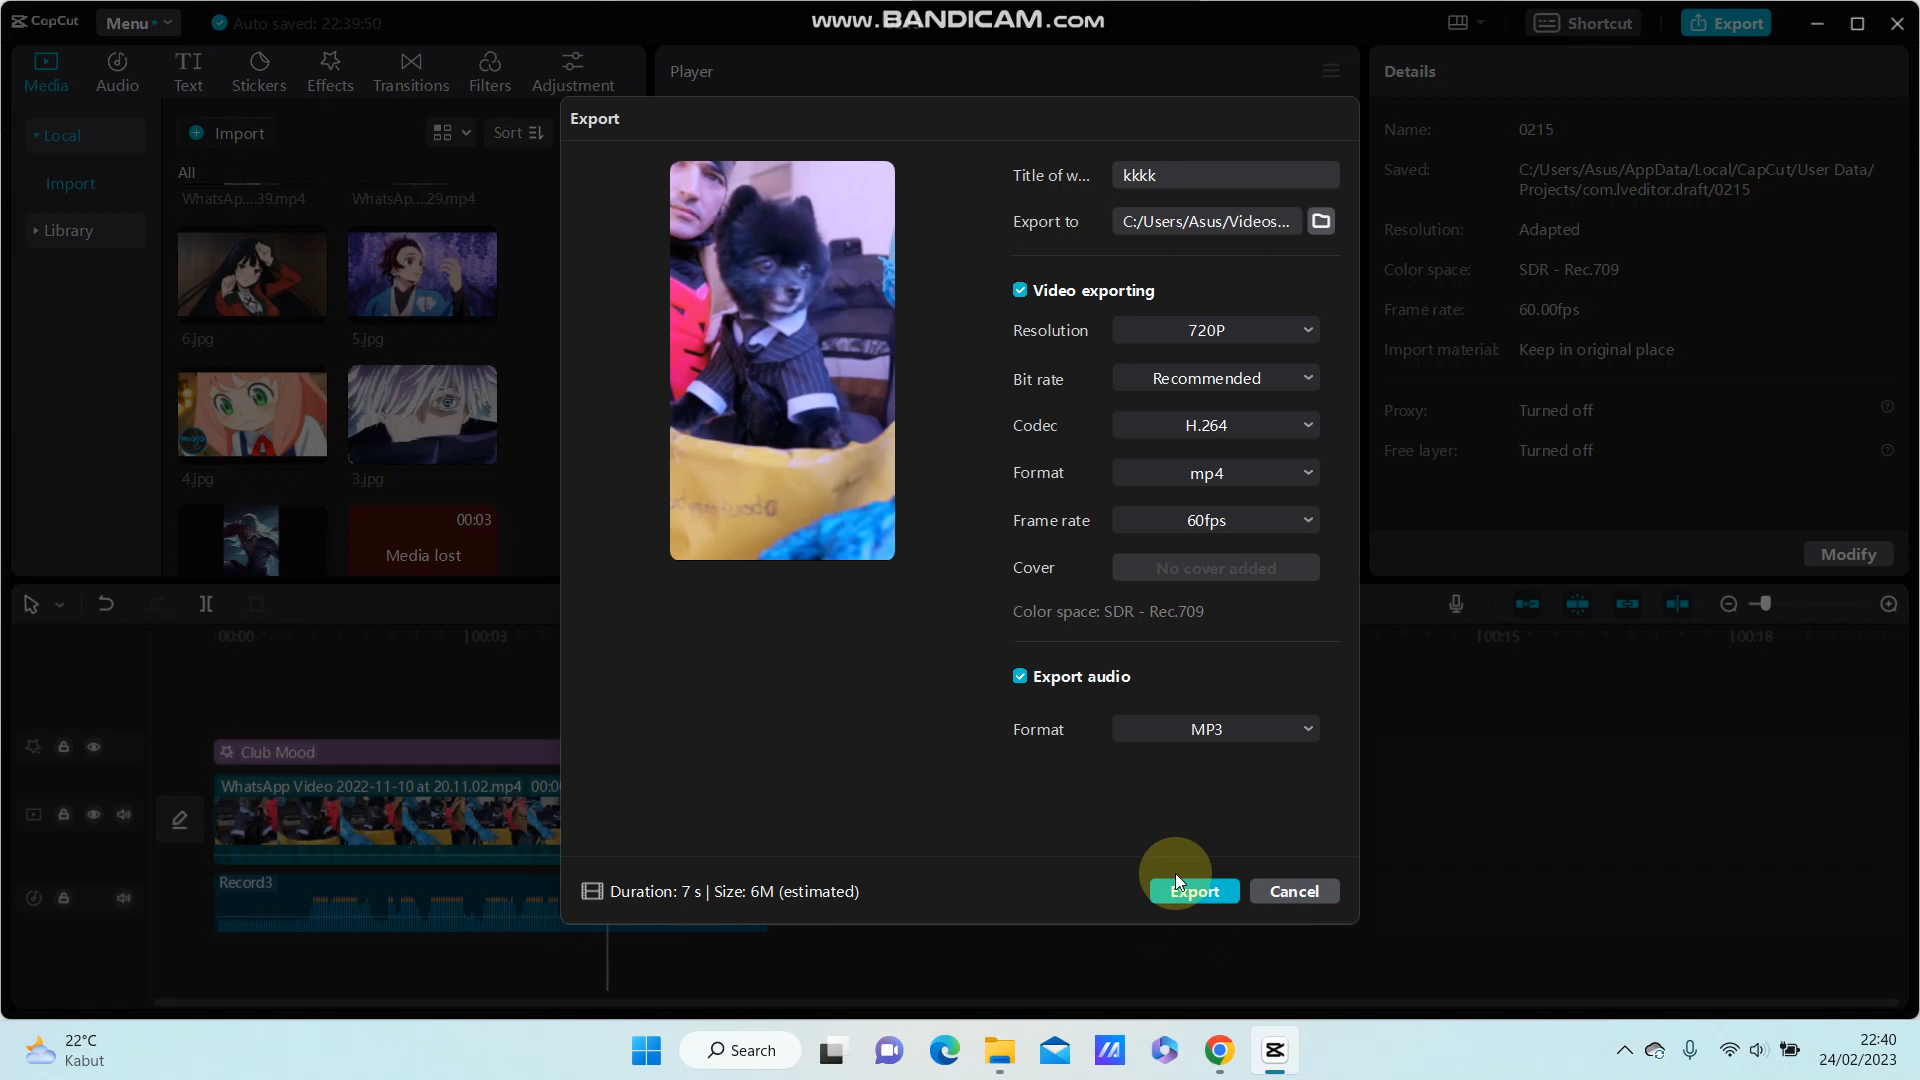 CapCut
Menu
Auto saved: 22:39:50
www.BANDICAM.com
Shortcut
Export
Media
Audio
Text
Stickers
Effects
Transitions
Filters
Adjustment
Player
Details
Local
Import
Library
Import
Sort
All
WhatsAp....39.mp4
WhatsAp....29.mp4
6.jpg
5.jpg
4.jpg
3.jpg
00:03
Media lost
Export
Title of w...
kkkk
Export to
C:/Users/Asus/Videos...
Video exporting
Resolution
720P
Bit rate
Recommended
Codec
H.264
Format
mp4
Frame rate
60fps
Cover
No cover added
Color space: SDR - Rec.709
Export audio
Format
MP3
Duration: 7 s | Size: 6M (estimated)
Export
Cancel
Name:
0215
Saved:
C:/Users/Asus/AppData/Local/CapCut/User Data/
Projects/com.lveditor.draft/0215
Resolution:
Adapted
Color space:
SDR - Rec.709
Frame rate:
60.00fps
Import material:
Keep in original place
Proxy:
Turned off
Free layer:
Turned off
Modify
00:00
00:03
00:15
00:18
Club Mood
WhatsApp Video 2022-11-10 at 20.11.02.mp4
Record3
22°C
Kabut
Search
22:40
24/02/2023